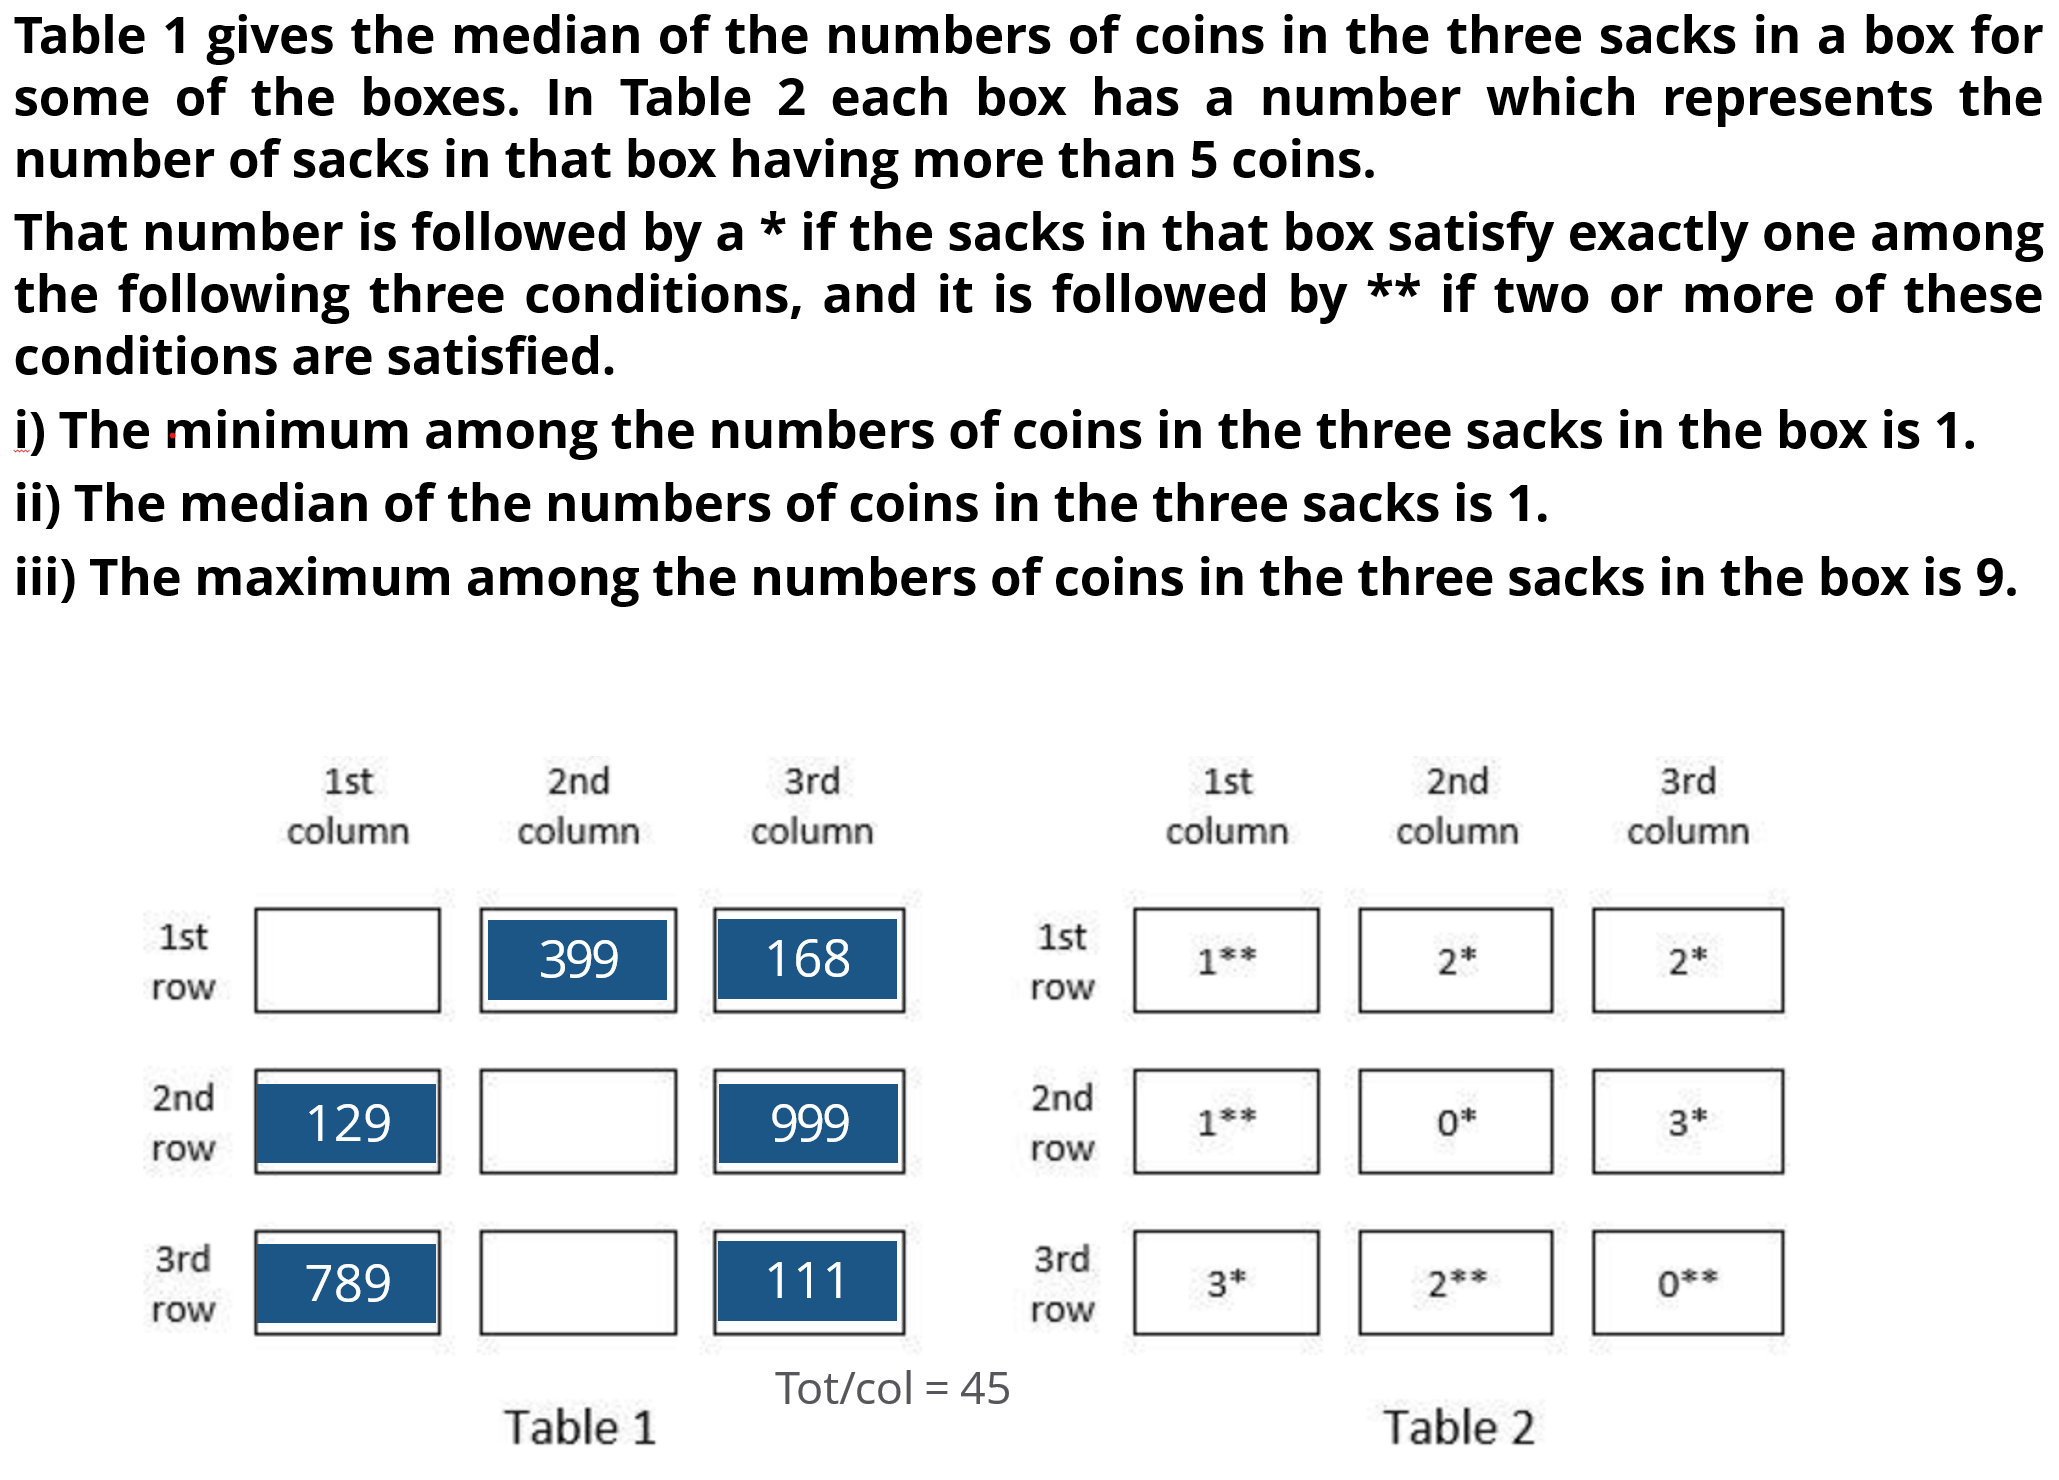 Table 1 gives the median of the numbers of coins in the three sacks in a box for
some of the boxes. In Table 2 each box has a number which represents the
number of sacks in that box having more than 5 coins.
That number is followed by a * if the sacks in that box satisfy exactly one among
the following three conditions, and it is followed by ** if two or more of these
conditions are satisfied.
i) The minimum among the numbers of coins in the three sacks in the box is 1.
ii) The median of the numbers of coins in the three sacks is 1.
iii) The maximum among the numbers of coins in the three sacks in the box is 9.
1st 2nd 3rd 1st 2nd 3rd
column column column column column column
1st row 399 168 1st row 1** 2* 2*
2nd row 129 999 2nd row 1** 0* 3*
3rd row 789 111 3rd row 3* 2** 0**
Tot/col = 45
Table 1 Table 2